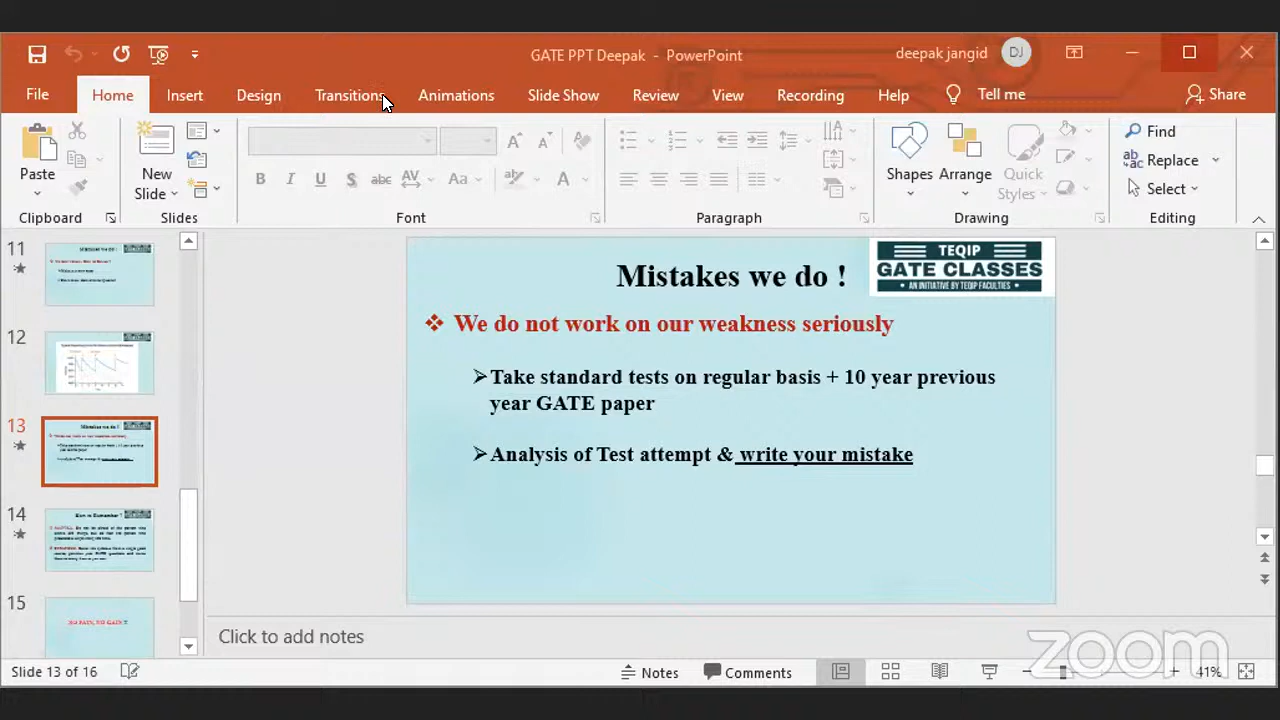 GATE PPT Deepak - PowerPoint
deepak jangid DJ
File Home Insert Design Transitions Animations Slide Show Review View Recording Help Tell me Share
Paste New Slide B I U S abc AV Aa A Shapes Arrange Quick Styles Find Replace Select
Clipboard Slides Font Paragraph Drawing Editing
11
12
13
14
15
Mistakes we do !
TEQIP
GATE CLASSES
AN INITIATIVE BY TEQIP FACULTIES
❖ We do not work on our weakness seriously
➢Take standard tests on regular basis + 10 year previous
year GATE paper
➢Analysis of Test attempt & write your mistake
Click to add notes
zoom
Slide 13 of 16 Notes Comments 41%